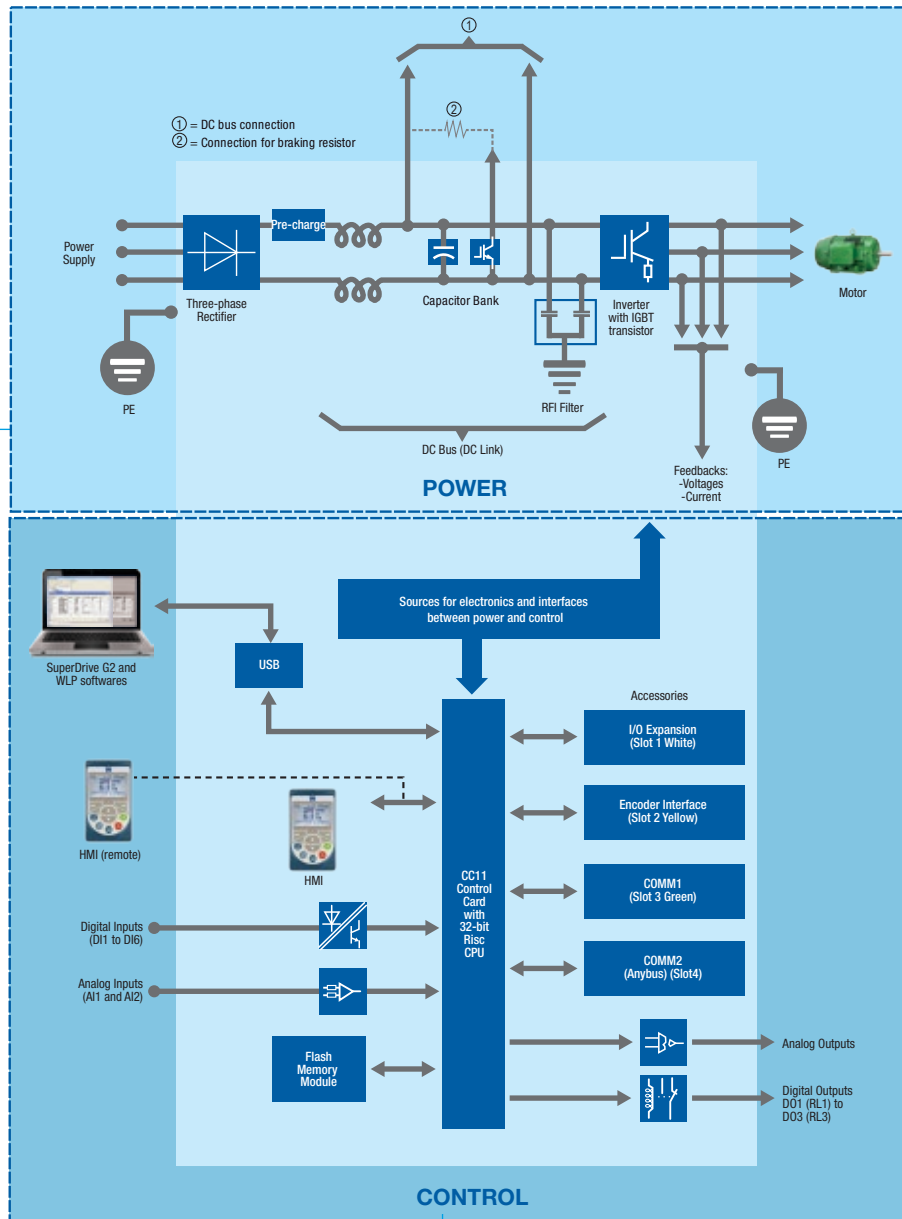 ①
②
① = DC bus connection
② = Connection for braking resistor
Pre-charge
Power
Supply
Three-phase
Rectifier
Capacitor Bank
Inverter
with IGBT
transistor
Motor
PE
RFI Filter
PE
DC Bus (DC Link)
Feedbacks:
-Voltages
-Current
POWER
Sources for electronics and interfaces
between power and control
SuperDrive G2 and
WLP softwares
USB
Accessories
I/O Expansion
(Slot 1 White)
Encoder Interface
(Slot 2 Yellow)
HMI (remote)
HMI
CC11
Control
Card
with
32-bit
Risc
CPU
COMM1
(Slot 3 Green)
Digital Inputs
(DI1 to DI6)
COMM2
(Anybus) (Slot4)
Analog Inputs
(AI1 and AI2)
Flash
Memory
Module
Analog Outputs
Digital Outputs
DO1 (RL1) to
DO3 (RL3)
CONTROL